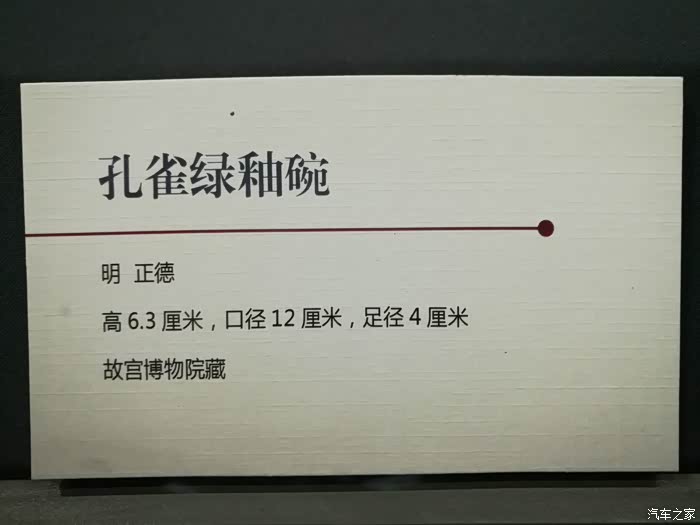 孔雀绿釉碗
明 正德
高 6.3 厘米，口径 12 厘米，足径 4 厘米
故宫博物院藏
汽车之家